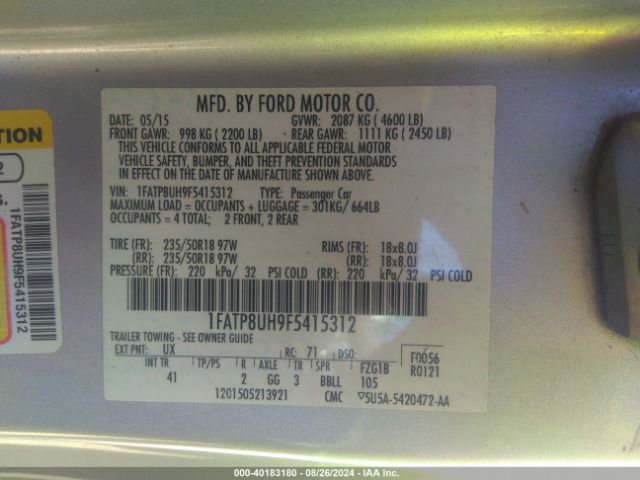 MFD. BY FORD MOTOR CO.
DATE: 05/15 GVWR: 2087 KG ( 4600 LB)
FRONT GAWR: 998 KG ( 2200 LB) REAR GAWR: 1111 KG ( 2450 LB)
THIS VEHICLE CONFORMS TO ALL APPLICABLE FEDERAL MOTOR
VEHICLE SAFETY, BUMPER, AND THEFT PREVENTION STANDARDS
IN EFFECT ON THE DATE OF MANUFACTURE SHOWN ABOVE.
VIN: 1FATP8UH9F5415312 TYPE: Passenger Car
MAXIMUM LOAD = OCCUPANTS + LUGGAGE = 301KG/ 664LB
OCCUPANTS = 4 TOTAL; 2 FRONT, 2 REAR
TIRE (FR): 235/50R18 97W RIMS (FR): 18x8.0J
(RR): 235/50R18 97W (RR): 18x8.0J
PRESSURE (FR): 220 kPa/ 32 PSI COLD (RR): 220 kPa/ 32 PSI COLD
1FATP8UH9F5415312
TRAILER TOWING - SEE OWNER GUIDE
EXT PNT: UX RC: 71 DSO: F0056
INT TR TP/PS R AXLE TR SPR FZG1B R0121
41 2 GG 3 BBLL 105
1201505213921 CMC ▽5U5A-5420472-AA
TION
2
1FATP8UH9F5415312
000-40183180 - 08/26/2024 - IAA Inc.